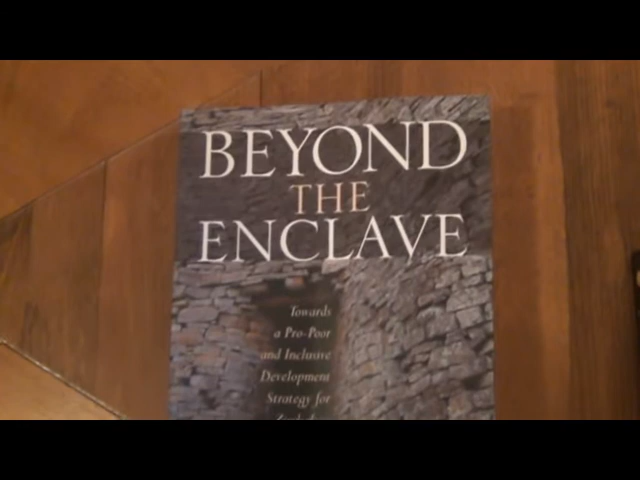 BEYOND
THE
ENCLAVE
Towards
a Pro-Poor
and Inclusive
Development
Strategy for